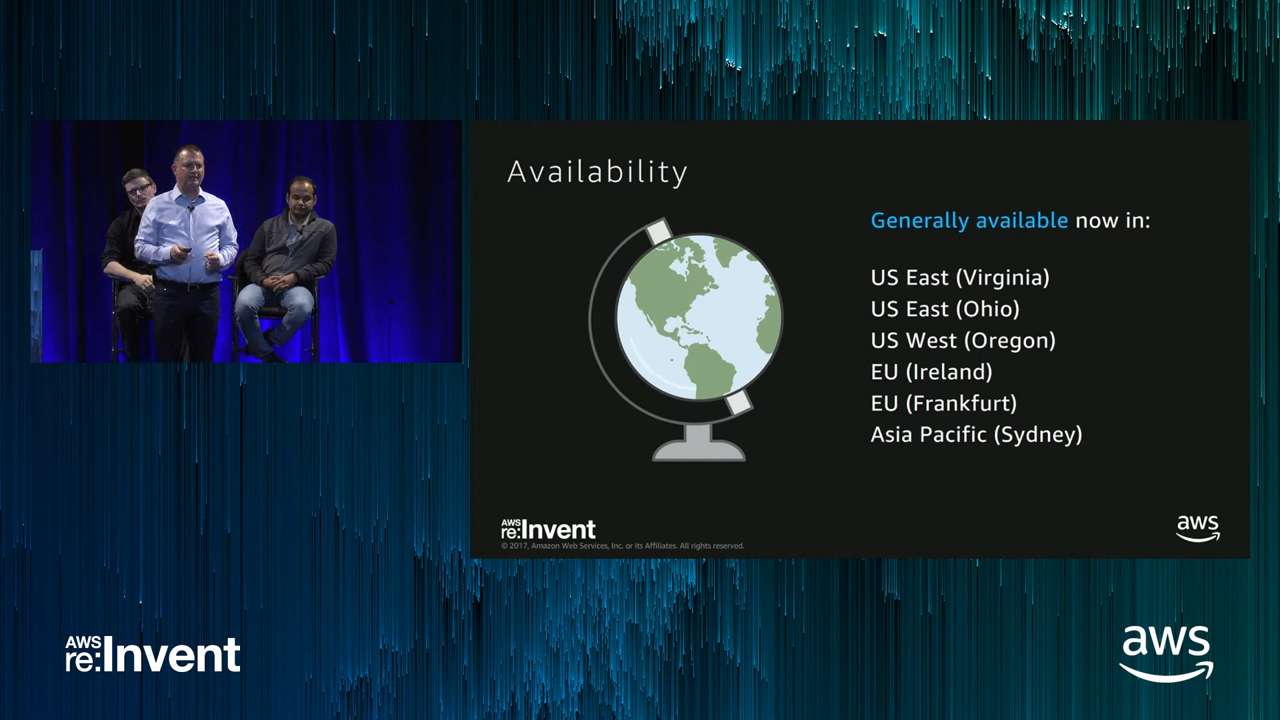 Availability
Generally available now in:
US East (Virginia)
US East (Ohio)
US West (Oregon)
EU (Ireland)
EU (Frankfurt)
Asia Pacific (Sydney)
AWS
re:Invent
© 2017, Amazon Web Services, Inc. or its Affiliates. All rights reserved.
aws
AWS
re:Invent
aws